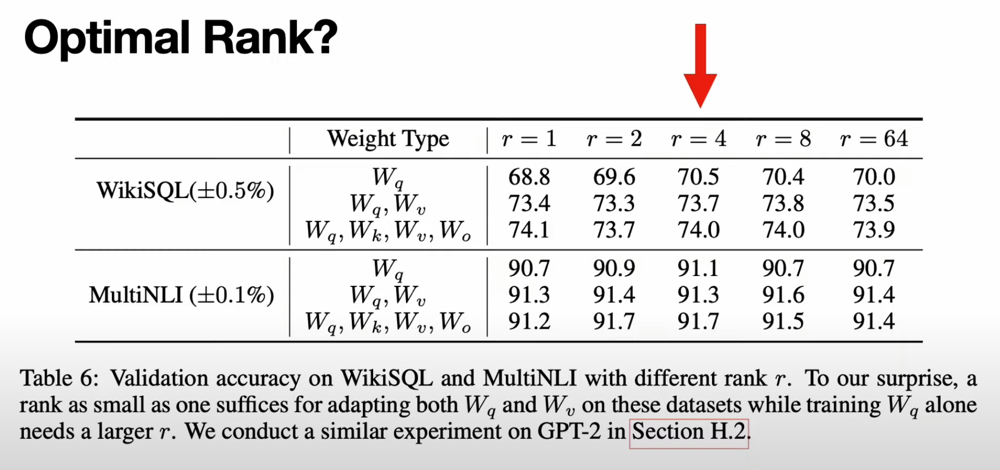 Optimal Rank?
Weight Type r = 1 r = 2 r = 4 r = 8 r = 64
WikiSQL(±0.5%)
W_q 68.8 69.6 70.5 70.4 70.0
W_q, W_v 73.4 73.3 73.7 73.8 73.5
W_q, W_k, W_v, W_o 74.1 73.7 74.0 74.0 73.9
MultiNLI (±0.1%)
W_q 90.7 90.9 91.1 90.7 90.7
W_q, W_v 91.3 91.4 91.3 91.6 91.4
W_q, W_k, W_v, W_o 91.2 91.7 91.7 91.5 91.4
Table 6: Validation accuracy on WikiSQL and MultiNLI with different rank r. To our surprise, a
rank as small as one suffices for adapting both W_q and W_v on these datasets while training W_q alone
needs a larger r. We conduct a similar experiment on GPT-2 in Section H.2.